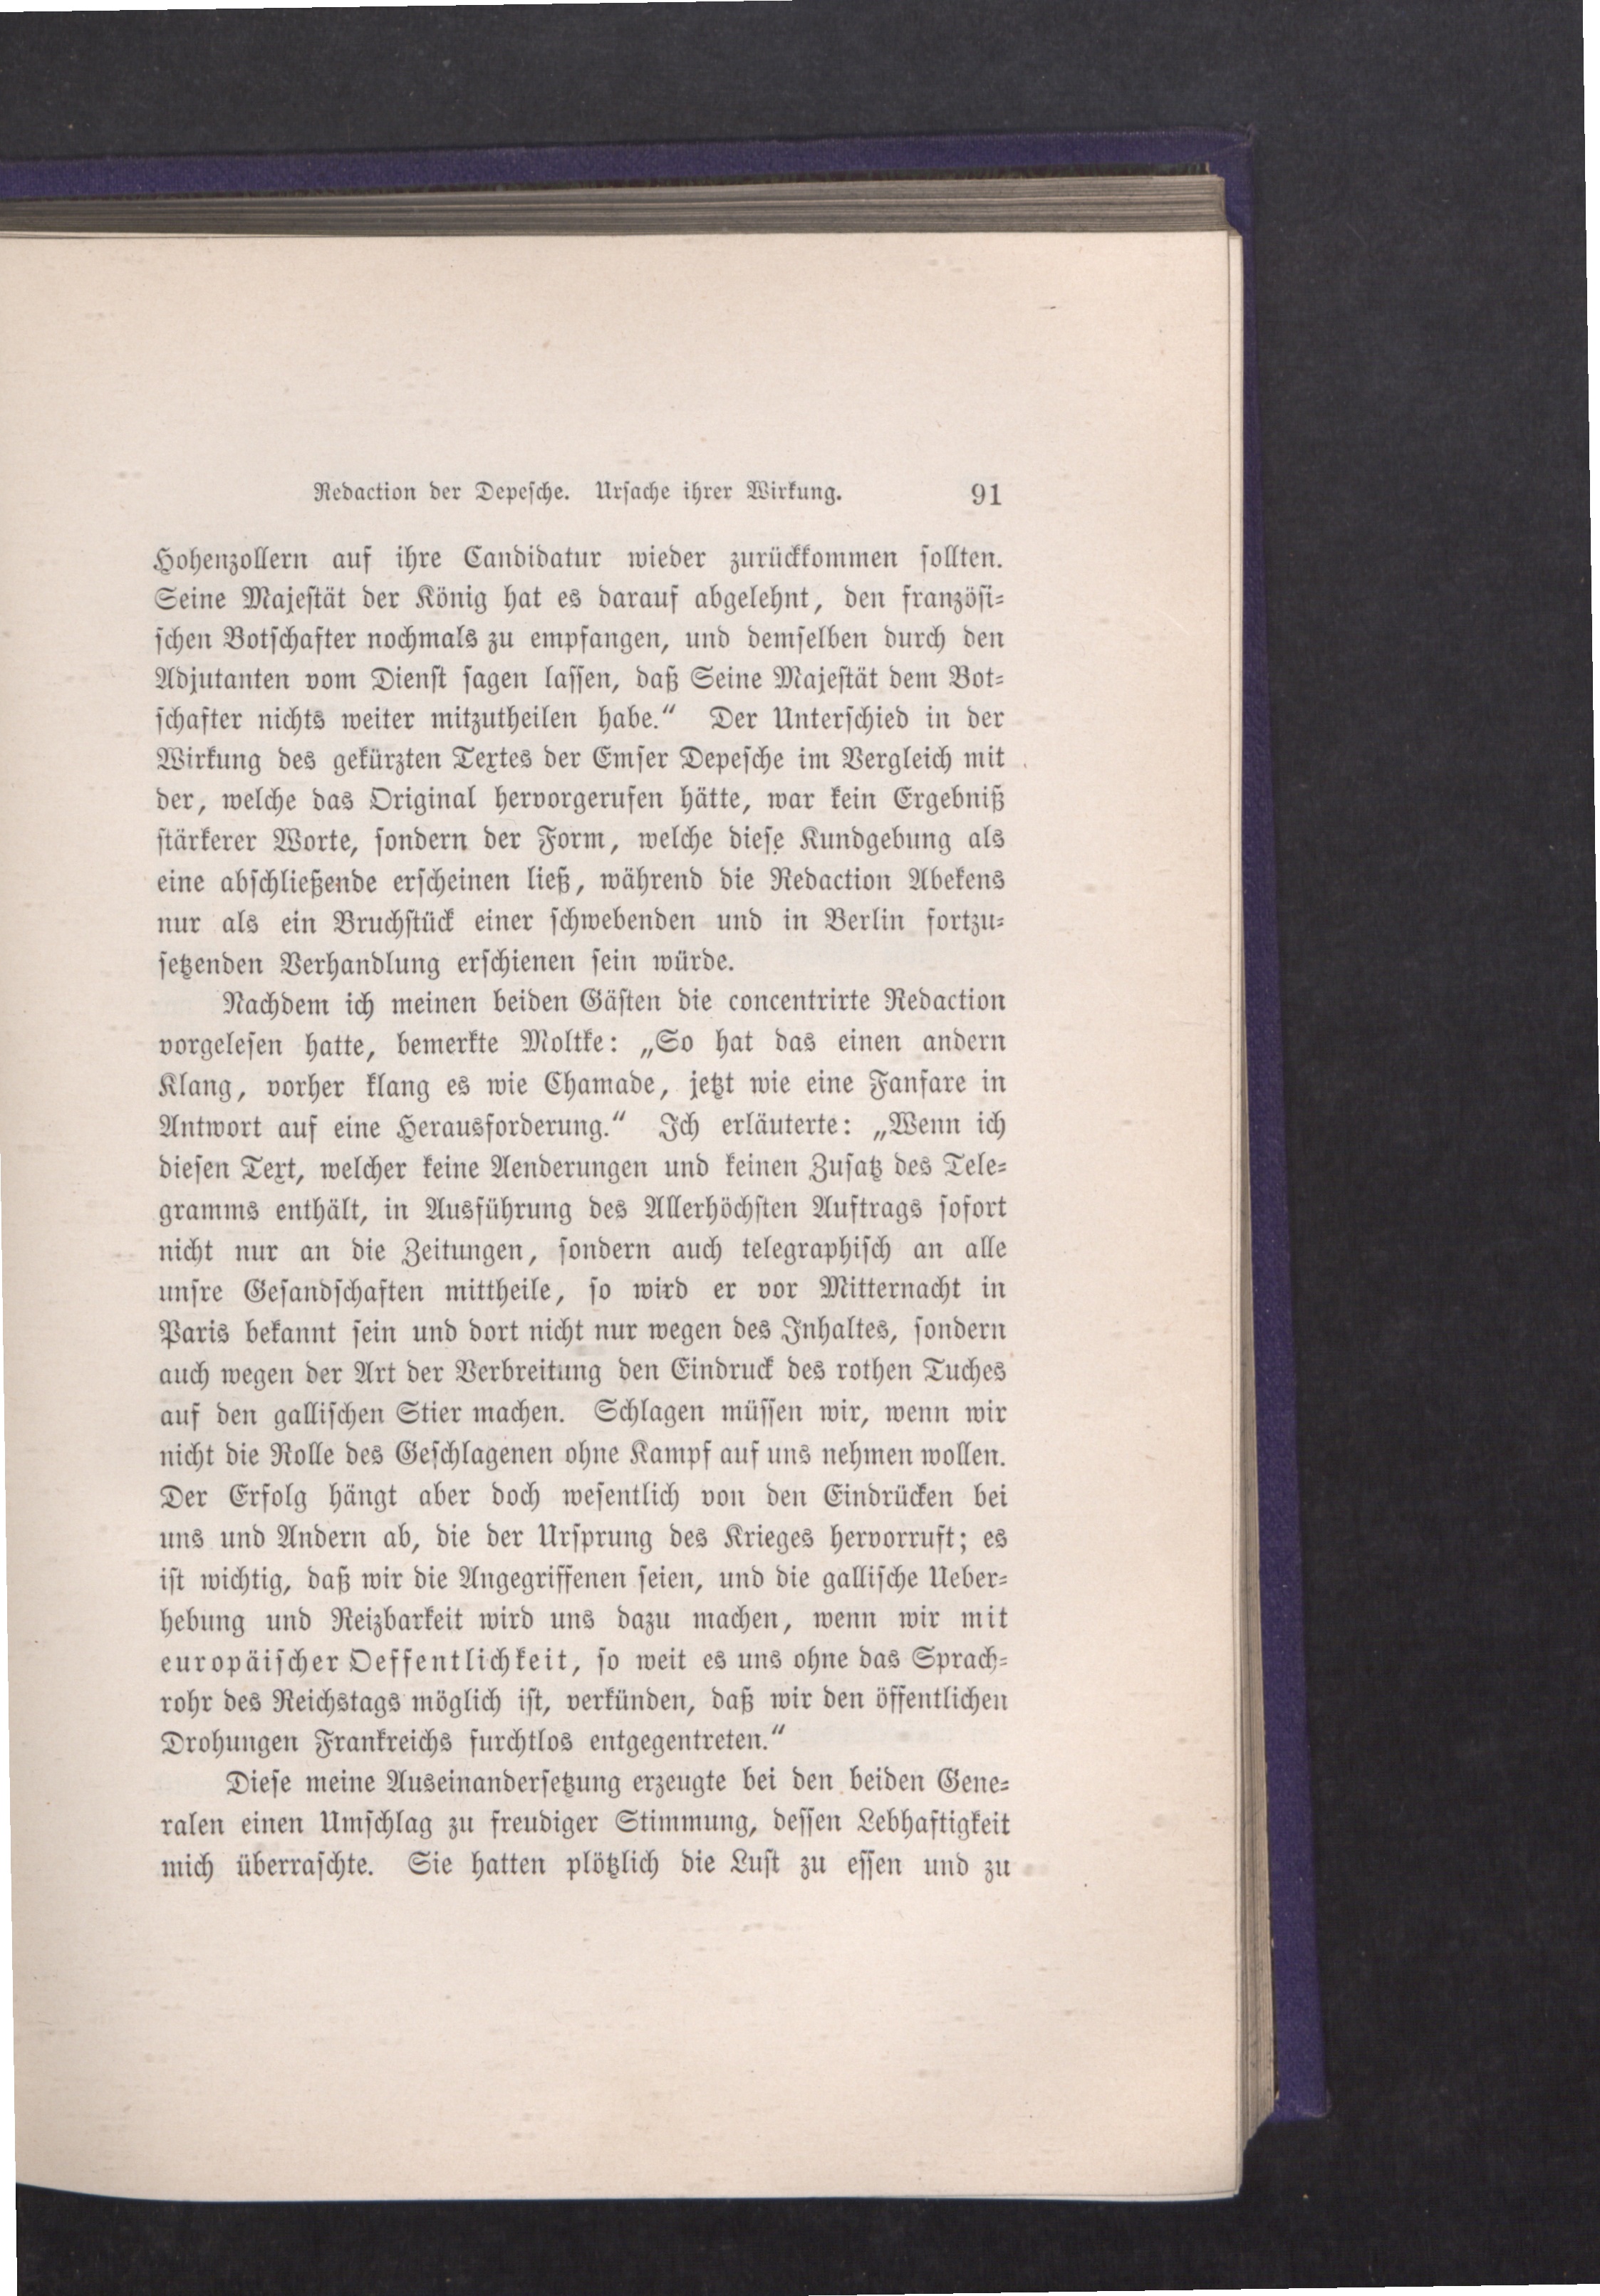 Redaction der Depesche. Ursache ihrer Wirkung. 91
Hohenzollern auf ihre Candidatur wieder zurückkommen sollten.
Seine Majestät der König hat es darauf abgelehnt, den französi-
schen Botschafter nochmals zu empfangen, und demselben durch den
Adjutanten vom Dienst sagen lassen, daß Seine Majestät dem Bot-
schafter nichts weiter mitzutheilen habe.“ Der Unterschied in der
Wirkung des gekürzten Textes der Emser Depesche im Vergleich mit
der, welche das Original hervorgerufen hätte, war kein Ergebniß
stärkerer Worte, sondern der Form, welche diese Kundgebung als
eine abschließende erscheinen ließ, während die Redaction Abekens
nur als ein Bruchstück einer schwebenden und in Berlin fortzu-
setzenden Verhandlung erschienen sein würde.
Nachdem ich meinen beiden Gästen die concentrirte Redaction
vorgelesen hatte, bemerkte Moltke: „So hat das einen andern
Klang, vorher klang es wie Chamade, jetzt wie eine Fanfare in
Antwort auf eine Herausforderung.“ Ich erläuterte: „Wenn ich
diesen Text, welcher keine Aenderungen und keinen Zusatz des Tele-
gramms enthält, in Ausführung des Allerhöchsten Auftrags sofort
nicht nur an die Zeitungen, sondern auch telegraphisch an alle
unsre Gesandschaften mittheile, so wird er vor Mitternacht in
Paris bekannt sein und dort nicht nur wegen des Inhaltes, sondern
auch wegen der Art der Verbreitung den Eindruck des rothen Tuches
auf den gallischen Stier machen. Schlagen müssen wir, wenn wir
nicht die Rolle des Geschlagenen ohne Kampf auf uns nehmen wollen.
Der Erfolg hängt aber doch wesentlich von den Eindrücken bei
uns und Andern ab, die der Ursprung des Krieges hervorruft; es
ist wichtig, daß wir die Angegriffenen seien, und die gallische Ueber-
hebung und Reizbarkeit wird uns dazu machen, wenn wir mit
europäischer Oeffentlichkeit, so weit es uns ohne das Sprach-
rohr des Reichstags möglich ist, verkünden, daß wir den öffentlichen
Drohungen Frankreichs furchtlos entgegentreten.“
Diese meine Auseinandersetzung erzeugte bei den beiden Gene-
ralen einen Umschlag zu freudiger Stimmung, dessen Lebhaftigkeit
mich überraschte. Sie hatten plötzlich die Lust zu essen und zu